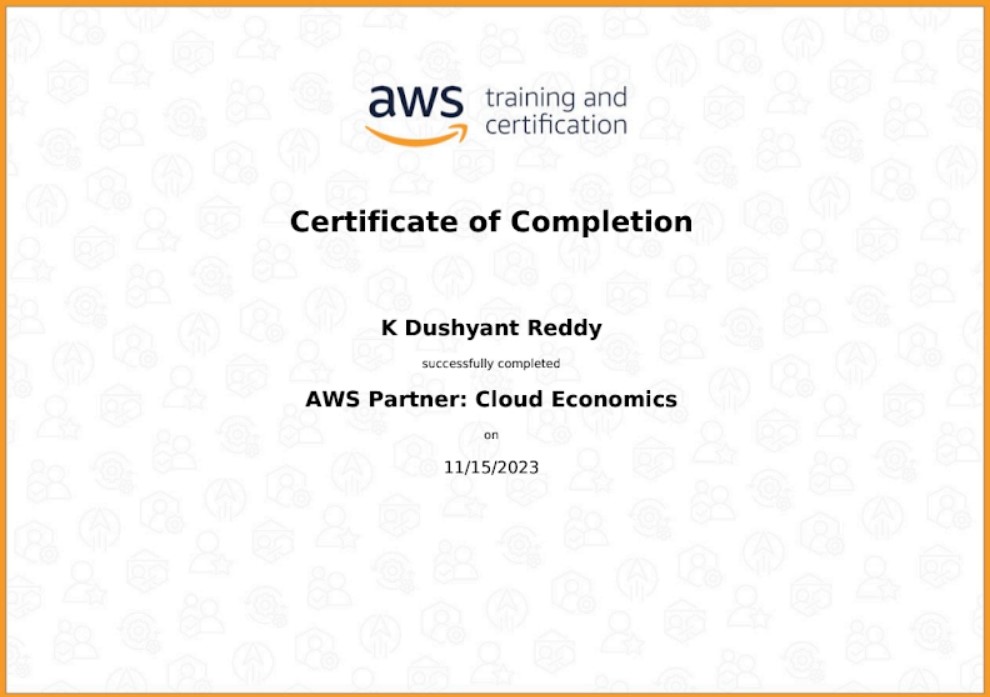 aws training and
certification
Certificate of Completion
K Dushyant Reddy
successfully completed
AWS Partner: Cloud Economics
on
11/15/2023